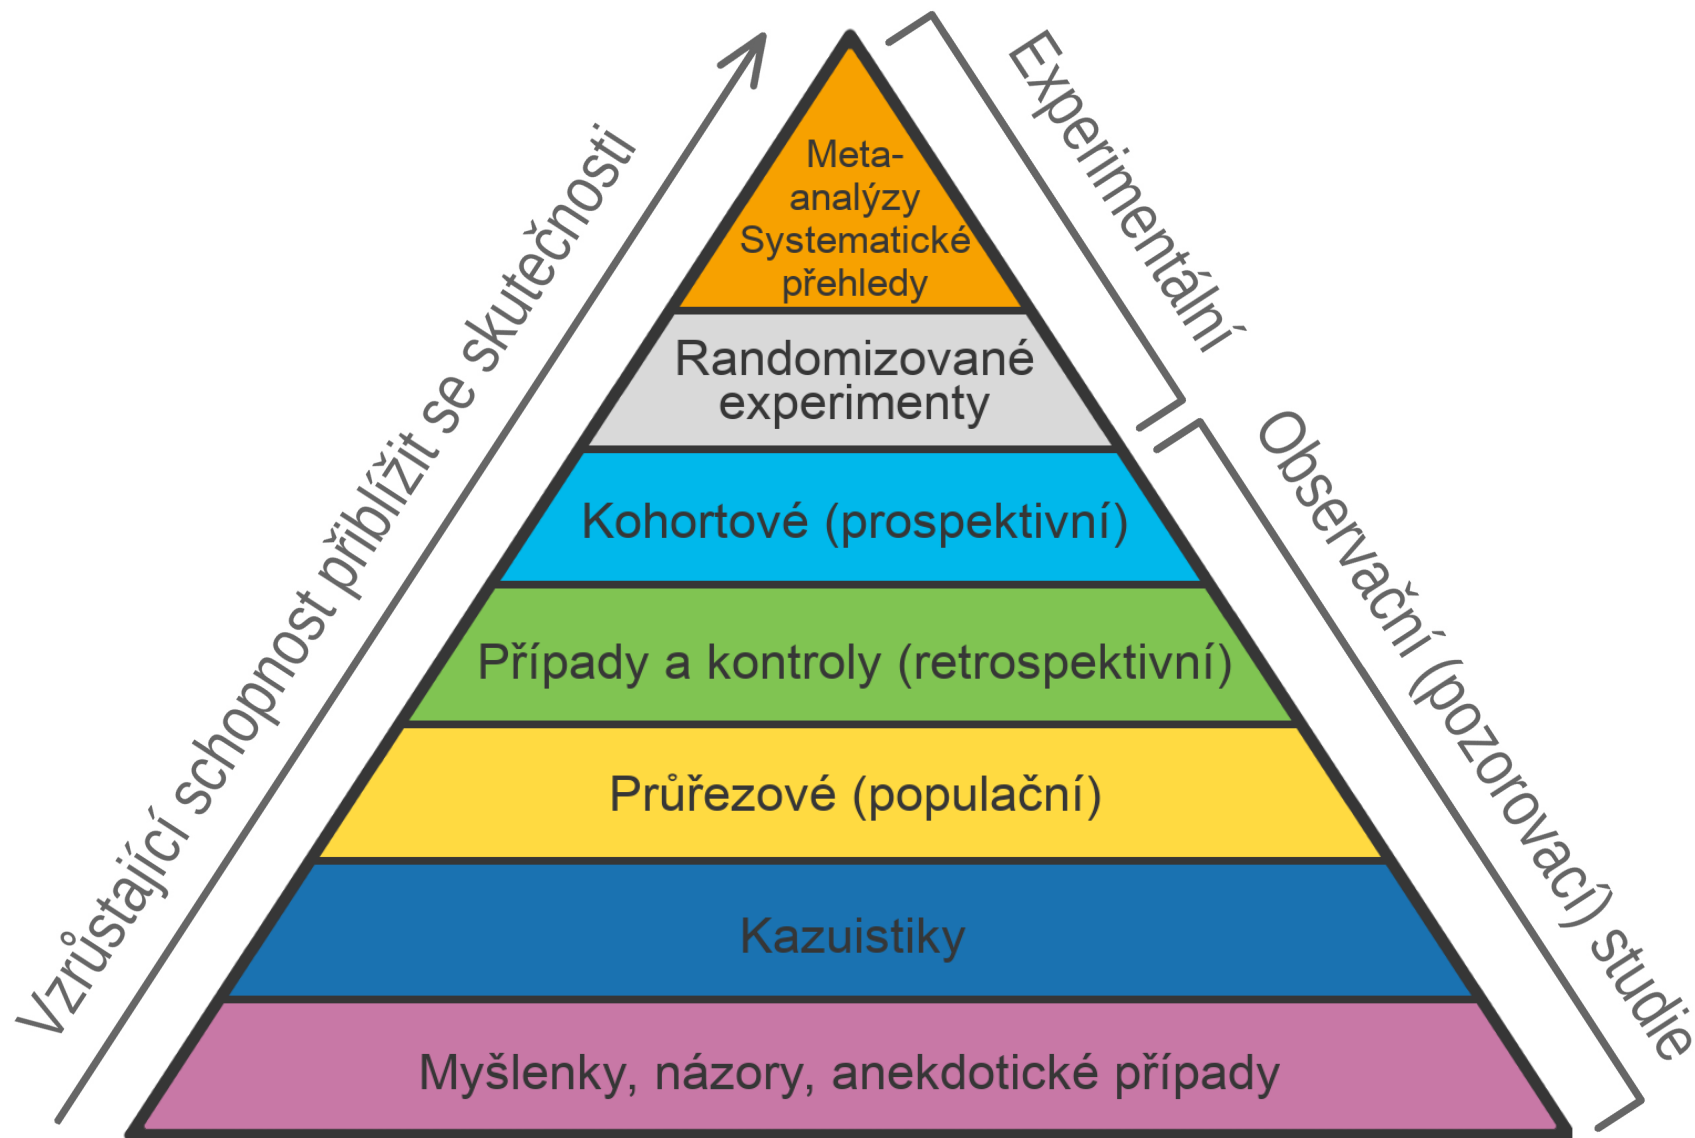 Vzrůstající schopnost přiblížit se skutečnosti
Experimentální
Observační (pozorovací) studie
Meta-
analýzy
Systematické
přehledy
Randomizované
experimenty
Kohortové (prospektivní)
Případy a kontroly (retrospektivní)
Průřezové (populační)
Kazuistiky
Myšlenky, názory, anekdotické případy